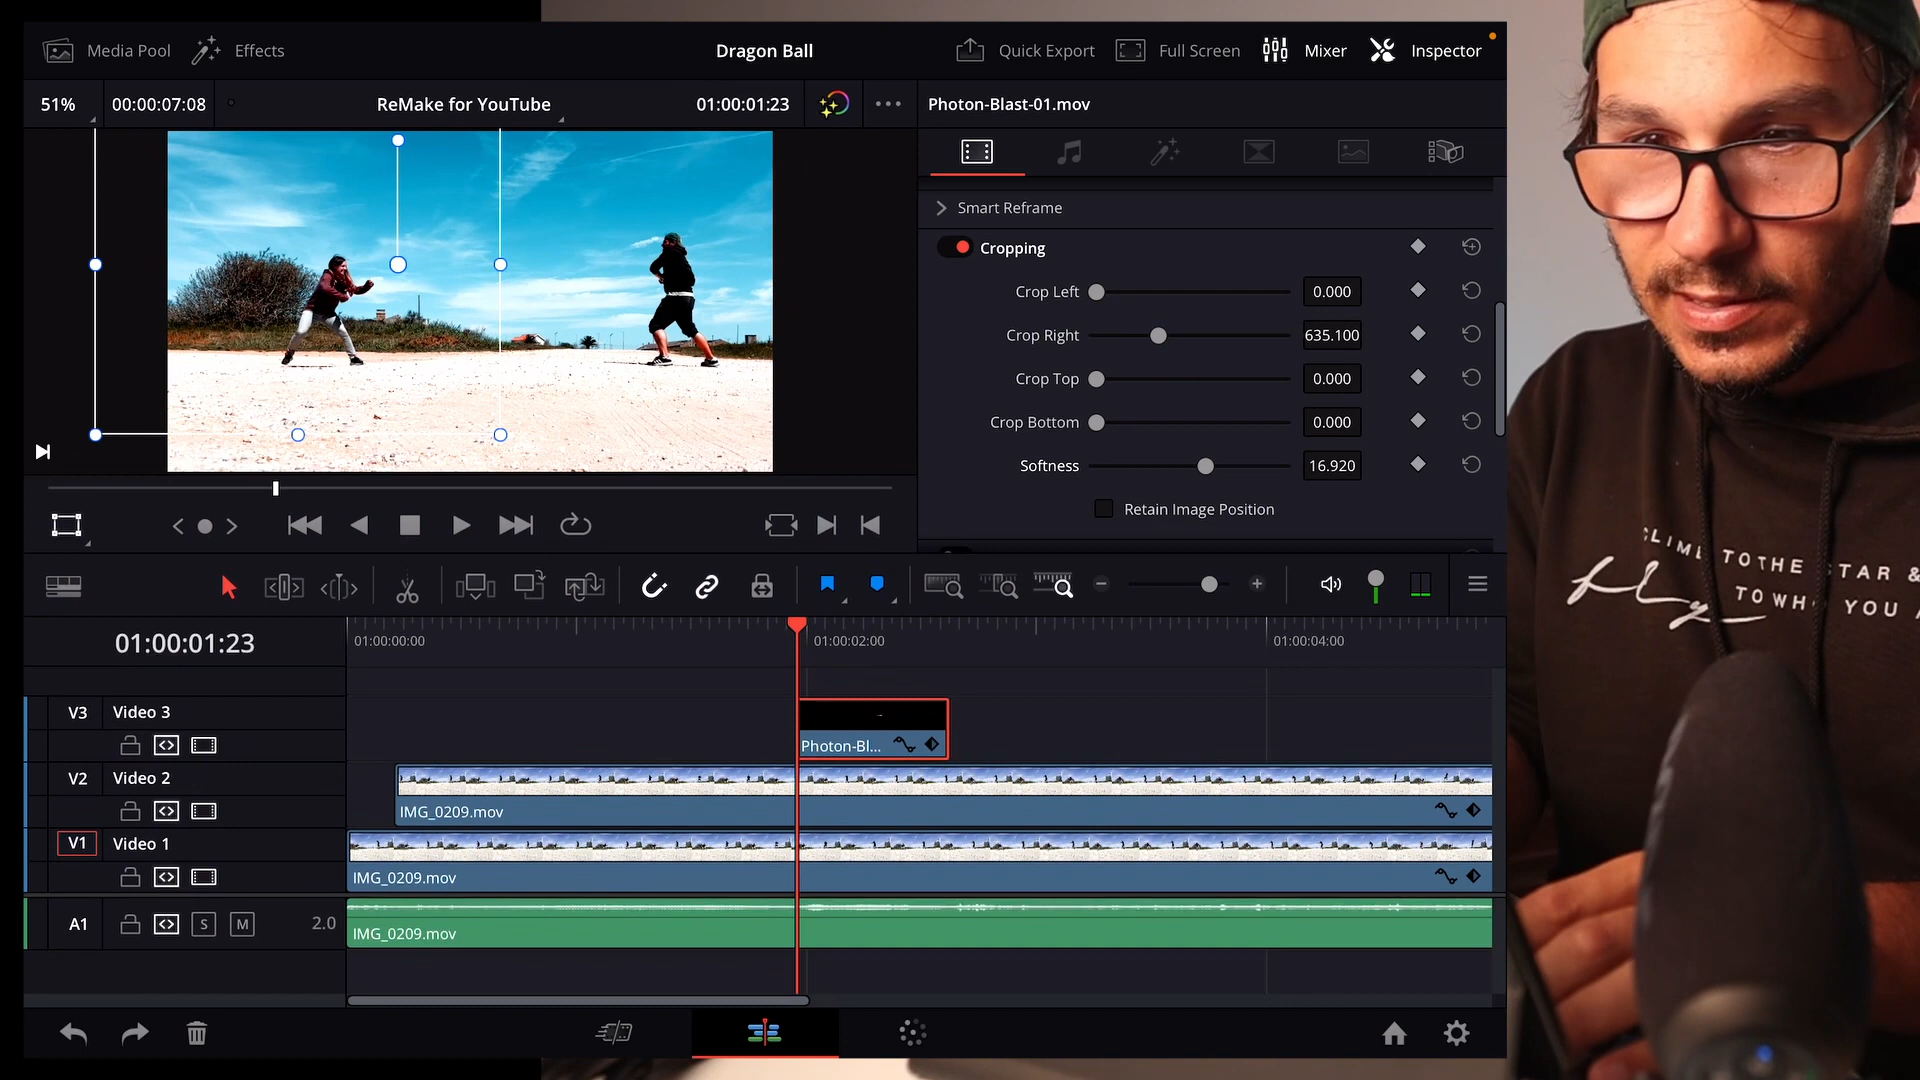 Media Pool Effects Dragon Ball Quick Export Full Screen Mixer Inspector
51% 00:00:07:08 ReMake for YouTube 01:00:01:23 Photon-Blast-01.mov
Smart Reframe
Cropping
Crop Left 0.000
Crop Right 635.100
Crop Top 0.000
Crop Bottom 0.000
Softness 16.920
Retain Image Position
01:00:01:23 01:00:00:00 01:00:02:00 01:00:04:00
V3 Video 3
Photon-Bl...
V2 Video 2
IMG_0209.mov
V1 Video 1
IMG_0209.mov
A1 S M 2.0
IMG_0209.mov
TO THE STAR &
fly TO WH YOU